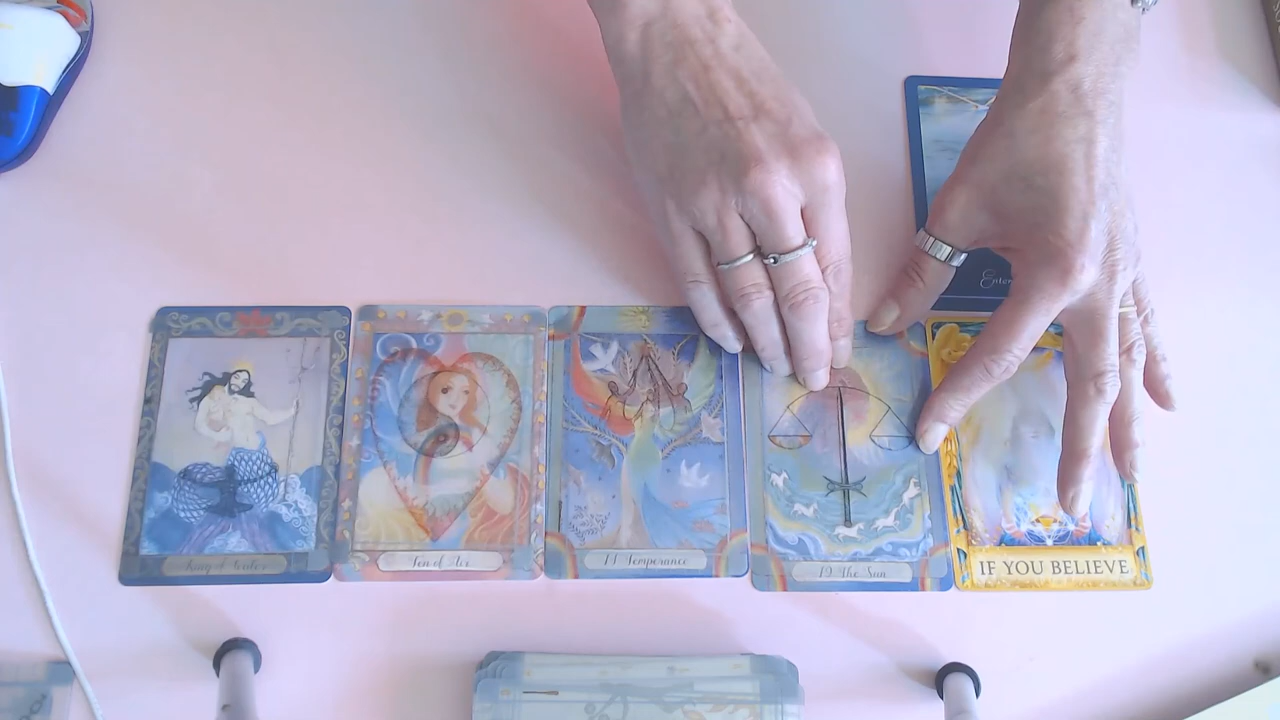 King of Water
Ten of Air
14 Temperance
19 The Sun
IF YOU BELIEVE